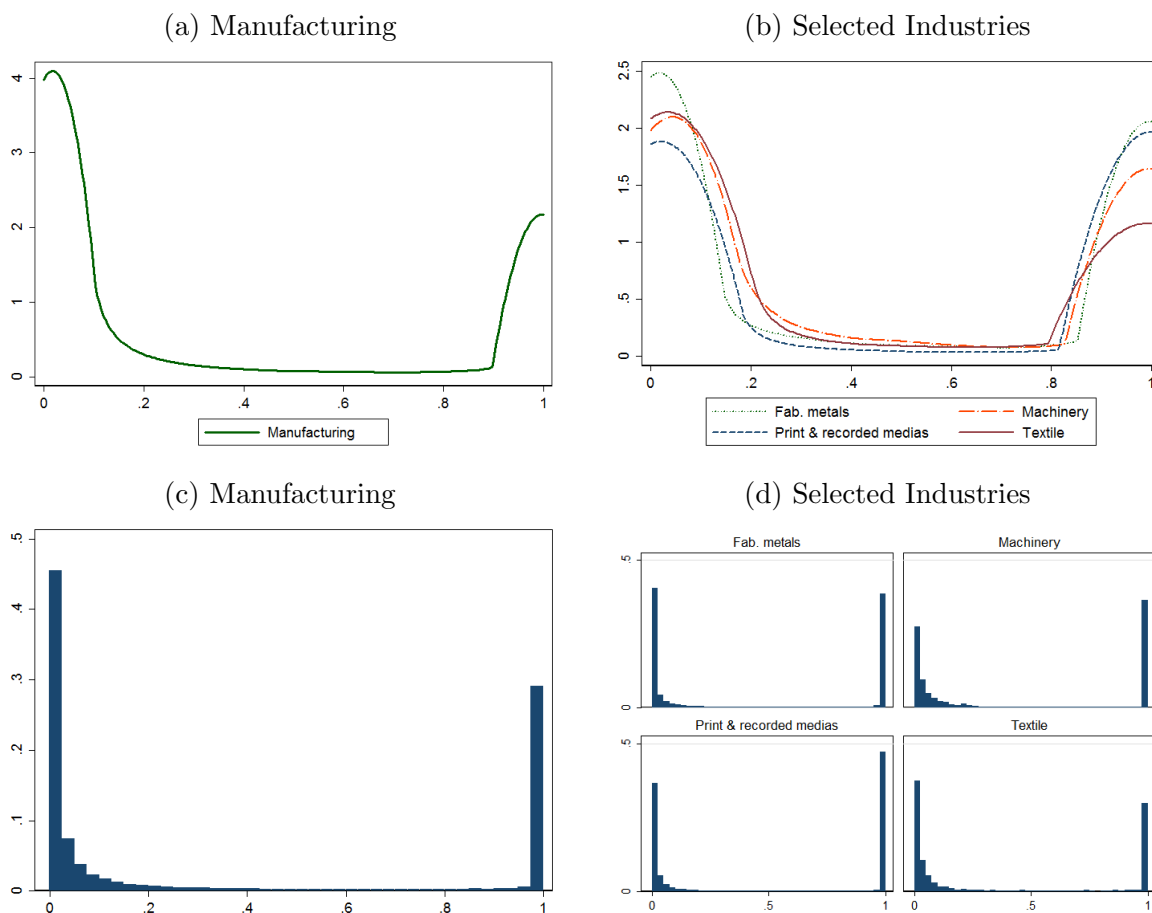 (a) Manufacturing
(b) Selected Industries
4
3
2
1
0
0 .2 .4 .6 .8 1
Manufacturing
2.5
2
1.5
1
.5
0
0 .2 .4 .6 .8 1
Fab. metals Machinery
Print & recorded medias Textile
(c) Manufacturing
(d) Selected Industries
.5
.4
.3
.2
.1
0
0 .2 .4 .6 .8 1
Fab. metals Machinery
.5
0
Print & recorded medias Textile
.5
0
0 .5 1 0 .5 1